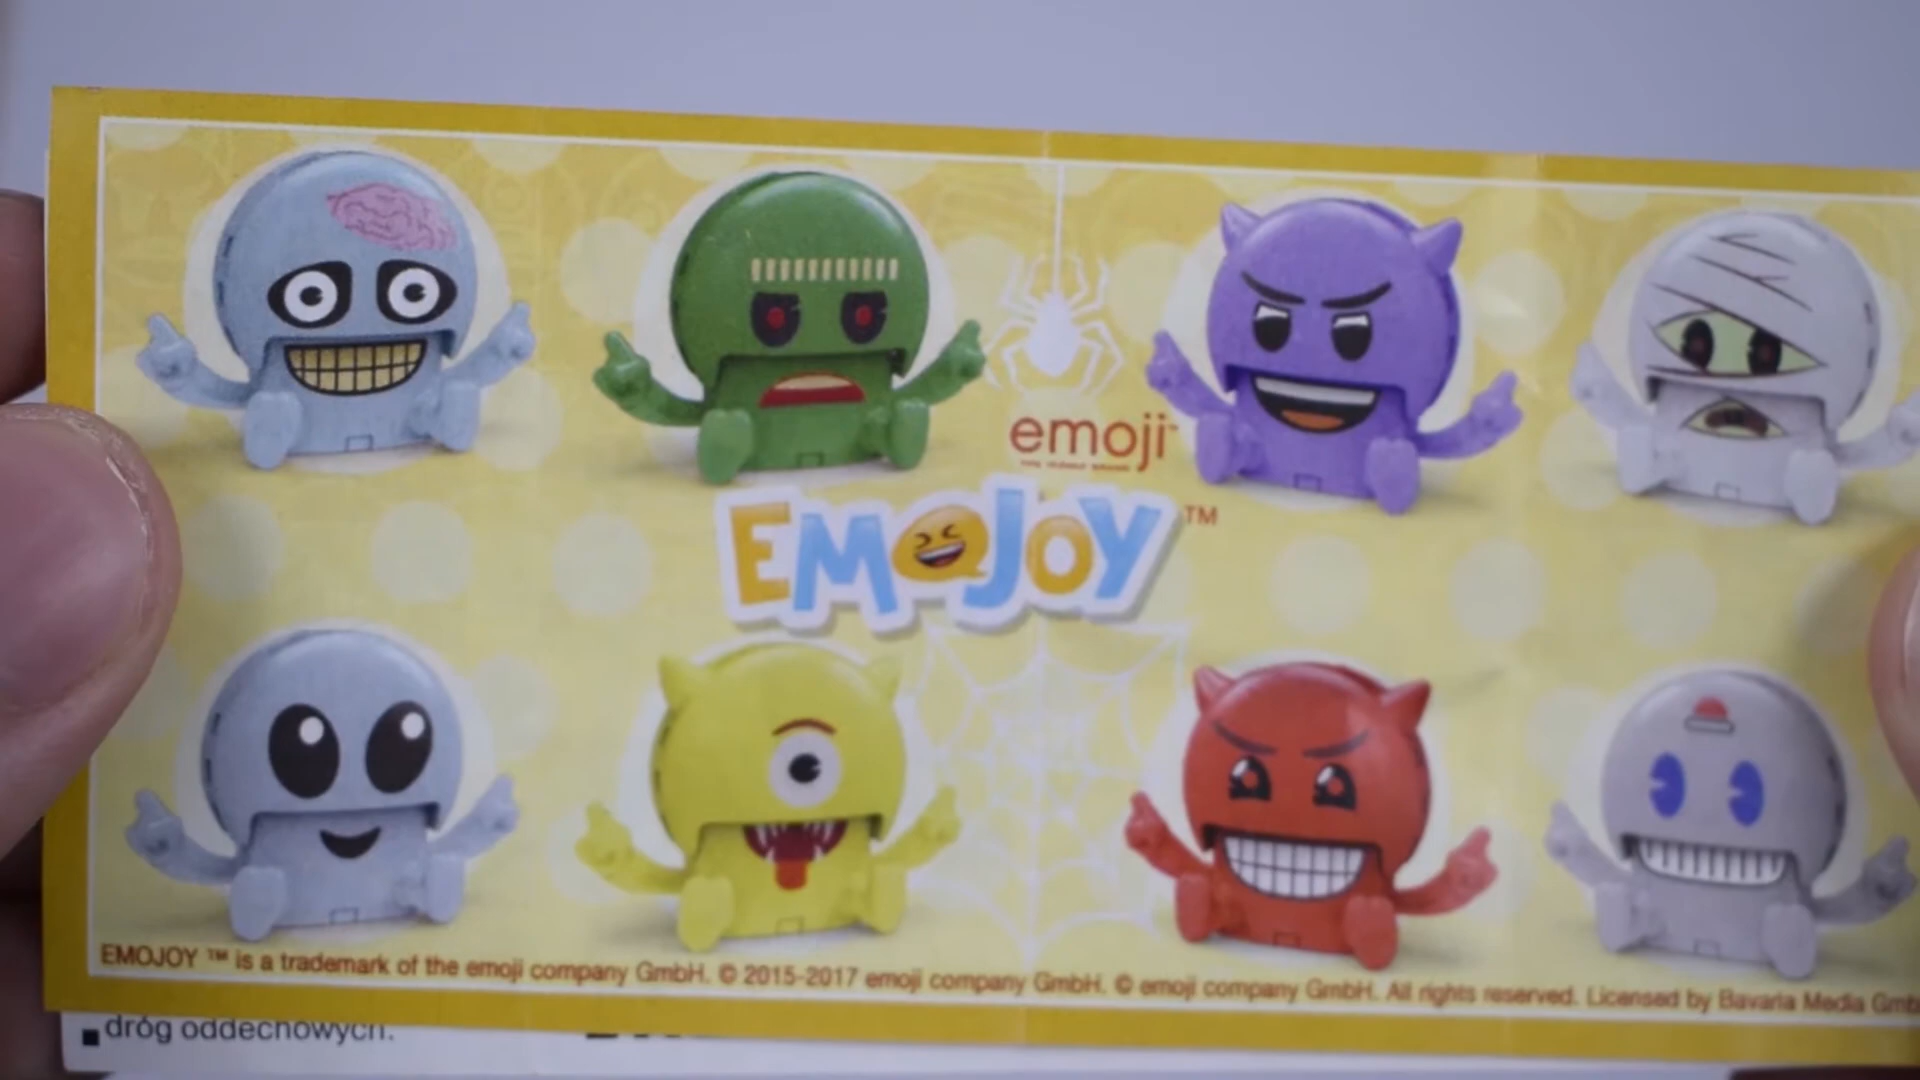 emoji™
EMOJOY™
EMOJOY ™ is a trademark of the emoji company GmbH. © 2015-2017 emoji company GmbH. © emoji company GmbH. All rights reserved. Licensed by Bavaria Media
dróg oddechowych.